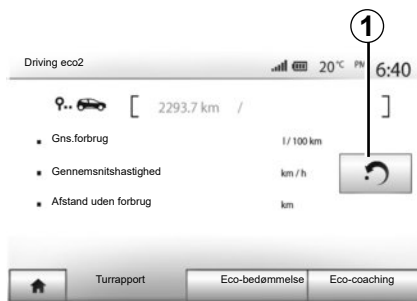 1
Driving eco2 20°C PM 6:40
[ 2293.7 km / ]
Gns.forbrug l / 100 km
Gennemsnitshastighed km / h
Afstand uden forbrug km
Turrapport Eco-bedømmelse Eco-coaching